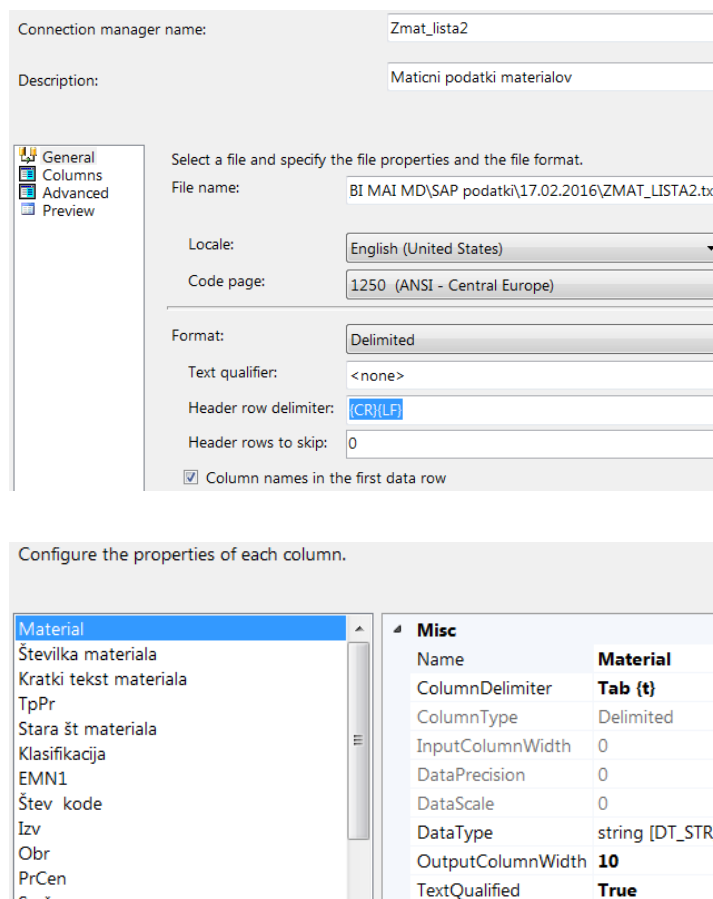 Connection manager name: Zmat_lista2
Description: Maticni podatki materialov
General
Columns
Advanced
Preview
Select a file and specify the file properties and the file format.
File name: BI MAI MD\SAP podatki\17.02.2016\ZMAT_LISTA2.tx
Locale: English (United States)
Code page: 1250 (ANSI - Central Europe)
Format: Delimited
Text qualifier: <none>
Header row delimiter: {CR}{LF}
Header rows to skip: 0
Column names in the first data row
Configure the properties of each column.
Material
Številka materiala
Kratki tekst materiala
TpPr
Stara št materiala
Klasifikacija
EMN1
Štev kode
Izv
Obr
PrCen
Misc
Name Material
ColumnDelimiter Tab {t}
ColumnType Delimited
InputColumnWidth 0
DataPrecision 0
DataScale 0
DataType string [DT_STR
OutputColumnWidth 10
TextQualified True